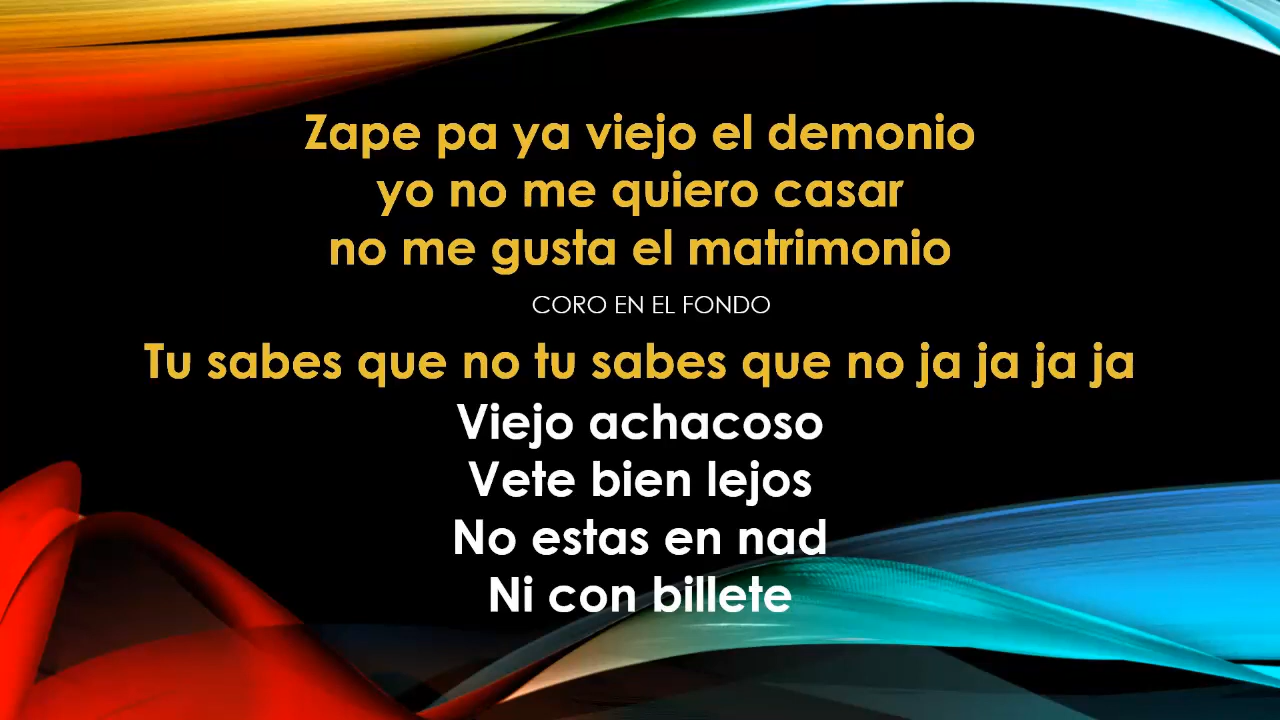 Zape pa ya viejo el demonio
yo no me quiero casar
no me gusta el matrimonio
CORO EN EL FONDO
Tu sabes que no tu sabes que no ja ja ja ja
Viejo achacoso
Vete bien lejos
No estas en nad
Ni con billete